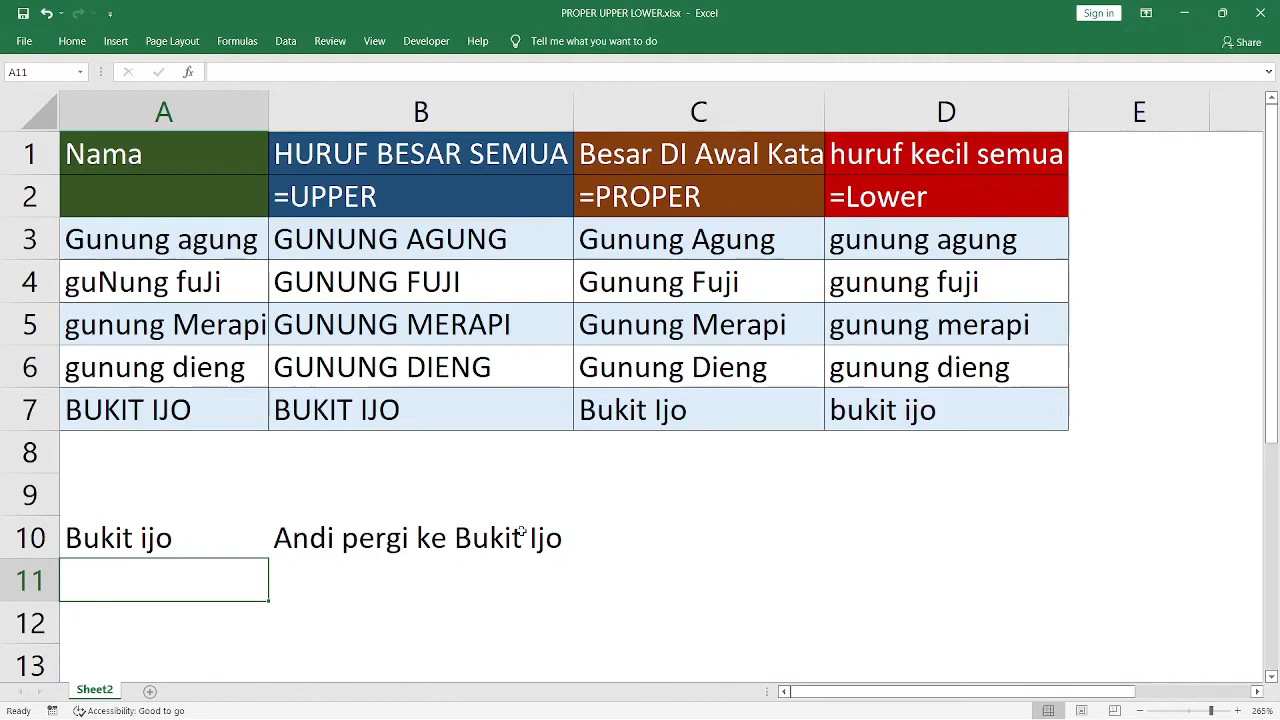 PROPER UPPER LOWER.xlsx - Excel
Sign in
File Home Insert Page Layout Formulas Data Review View Developer Help Tell me what you want to do Share
A11 fx
A B C D E
1 Nama HURUF BESAR SEMUA Besar DI Awal Kata huruf kecil semua
2 =UPPER =PROPER =Lower
3 Gunung agung GUNUNG AGUNG Gunung Agung gunung agung
4 guNung fuJi GUNUNG FUJI Gunung Fuji gunung fuji
5 gunung Merapi GUNUNG MERAPI Gunung Merapi gunung merapi
6 gunung dieng GUNUNG DIENG Gunung Dieng gunung dieng
7 BUKIT IJO BUKIT IJO Bukit Ijo bukit ijo
8
9
10 Bukit ijo Andi pergi ke Bukit Ijo
11
12
13
Sheet2
Ready Accessibility: Good to go 265%